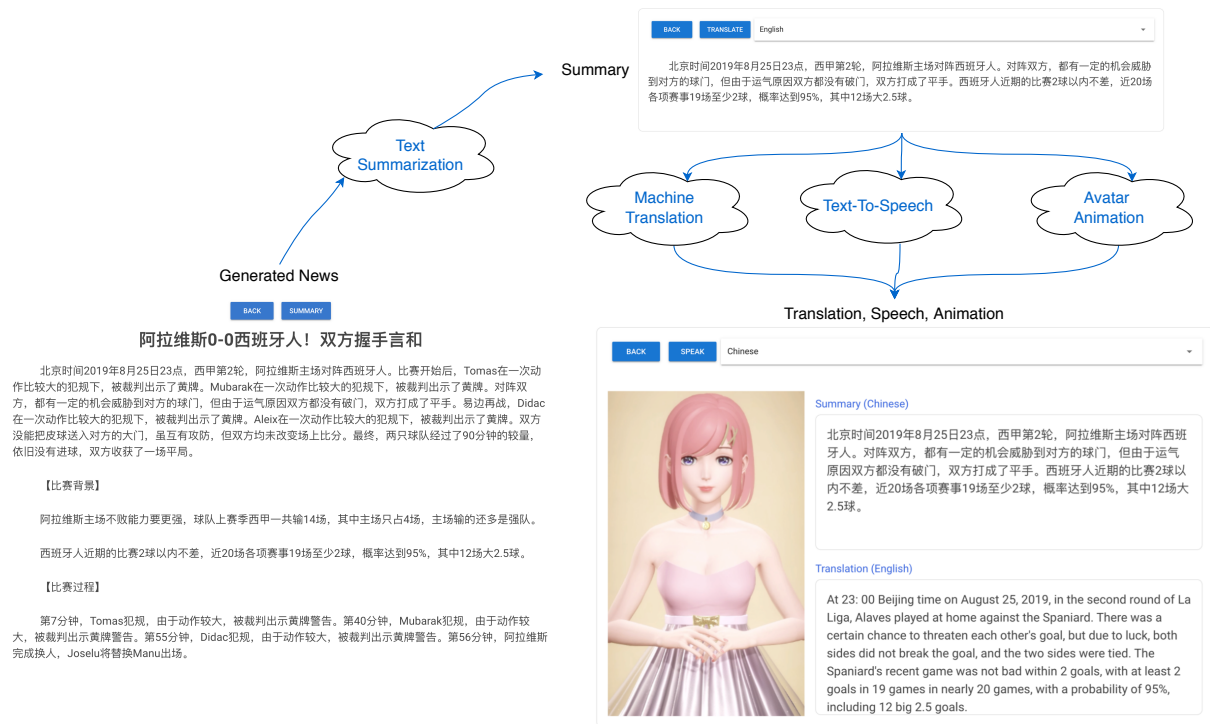 Summary
BACK TRANSLATE English
北京时间2019年8月25日23点，西甲第2轮，阿拉维斯主场对阵西班牙人。对阵双方，都有一定的机会威胁
到对方的球门，但由于运气原因双方都没有破门，双方打成了平手。西班牙人近期的比赛2球以内不差，近20场
各项赛事19场至少2球，概率达到95%，其中12场大2.5球。
Text
Summarization
Machine
Translation
Text-To-Speech
Avatar
Animation
Generated News
BACK SUMMARY
阿拉维斯0-0西班牙人！双方握手言和
北京时间2019年8月25日23点，西甲第2轮，阿拉维斯主场对阵西班牙人。比赛开始后，Tomas在一次动
作比较大的犯规下，被裁判出示了黄牌。Mubarak在一次动作比较大的犯规下，被裁判出示了黄牌。对阵双
方，都有一定的机会威胁到对方的球门，但由于运气原因双方都没有破门，双方打成了平手。易边再战，Didac
在一次动作比较大的犯规下，被裁判出示了黄牌。Aleix在一次动作比较大的犯规下，被裁判出示了黄牌。双方
没能把皮球送入对方的大门，虽互有攻防，但双方均未改变场上比分。最终，两只球队经过了90分钟的较量，
依旧没有进球，双方收获了一场平局。
【比赛背景】
阿拉维斯主场不败能力要更强，球队上赛季西甲一共输14场，其中主场只占4场，主场输的还多是强队。
西班牙人近期的比赛2球以内不差，近20场各项赛事19场至少2球，概率达到95%，其中12场大2.5球。
【比赛过程】
第7分钟，Tomas犯规，由于动作较大，被裁判出示黄牌警告。第40分钟，Mubarak犯规，由于动作较
大，被裁判出示黄牌警告。第55分钟，Didac犯规，由于动作较大，被裁判出示黄牌警告。第56分钟，阿拉维斯
完成换人，Joselu将替换Manu出场。
Translation, Speech, Animation
BACK SPEAK Chinese
Summary (Chinese)
北京时间2019年8月25日23点，西甲第2轮，阿拉维斯主场对阵西班
牙人。对阵双方，都有一定的机会威胁到对方的球门，但由于运气
原因双方都没有破门，双方打成了平手。西班牙人近期的比赛2球以
内不差，近20场各项赛事19场至少2球，概率达到95%，其中12场大
2.5球。
Translation (English)
At 23: 00 Beijing time on August 25, 2019, in the second round of La
Liga, Alaves played at home against the Spaniard. There was a
certain chance to threaten each other's goal, but due to luck, both
sides did not break the goal, and the two sides were tied. The
Spaniard's recent game was not bad within 2 goals, with at least 2
goals in 19 games in nearly 20 games, with a probability of 95%,
including 12 big 2.5 goals.